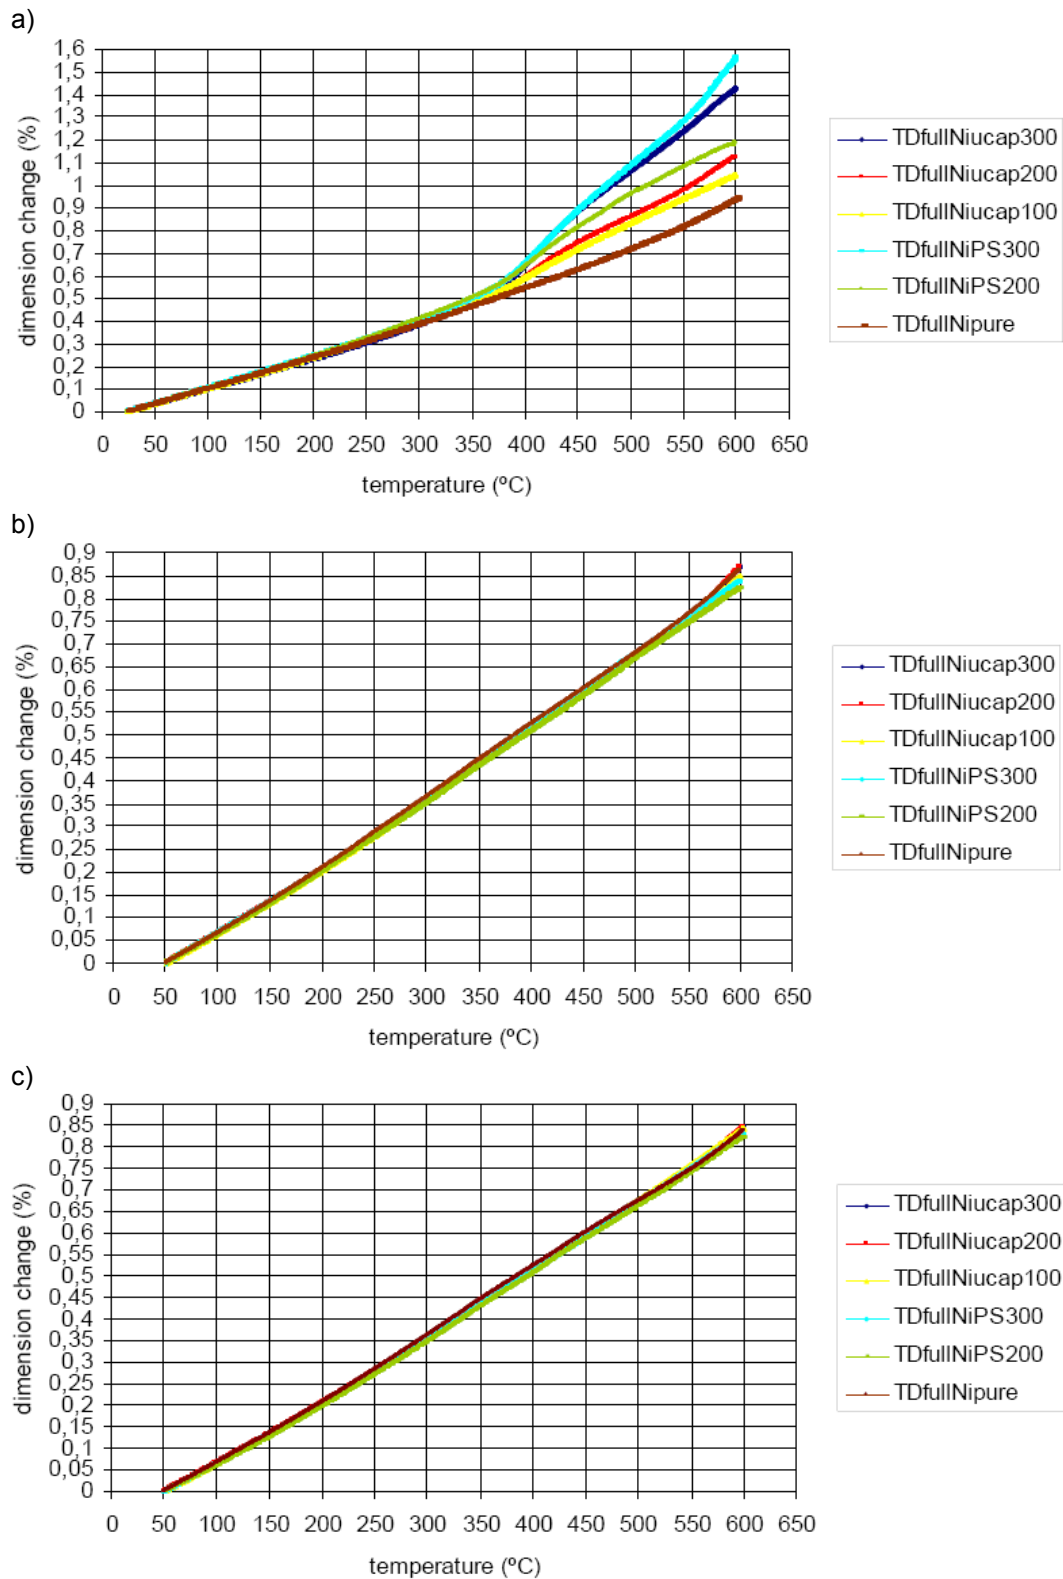 a)
dimension change (%)
1,6
1,5
1,4
1,3
1,2
1,1
1
0,9
0,8
0,7
0,6
0,5
0,4
0,3
0,2
0,1
0
0 50 100 150 200 250 300 350 400 450 500 550 600 650
temperature (ºC)
TDfullNiucap300
TDfullNiucap200
TDfullNiucap100
TDfullNiPS300
TDfullNiPS200
TDfullNipure
b)
dimension change (%)
0,9
0,85
0,8
0,75
0,7
0,65
0,6
0,55
0,5
0,45
0,4
0,35
0,3
0,25
0,2
0,15
0,1
0,05
0
0 50 100 150 200 250 300 350 400 450 500 550 600 650
temperature (ºC)
TDfullNiucap300
TDfullNiucap200
TDfullNiucap100
TDfullNiPS300
TDfullNiPS200
TDfullNipure
c)
dimension change (%)
0,9
0,85
0,8
0,75
0,7
0,65
0,6
0,55
0,5
0,45
0,4
0,35
0,3
0,25
0,2
0,15
0,1
0,05
0
0 50 100 150 200 250 300 350 400 450 500 550 600 650
temperature (ºC)
TDfullNiucap300
TDfullNiucap200
TDfullNiucap100
TDfullNiPS300
TDfullNiPS200
TDfullNipure